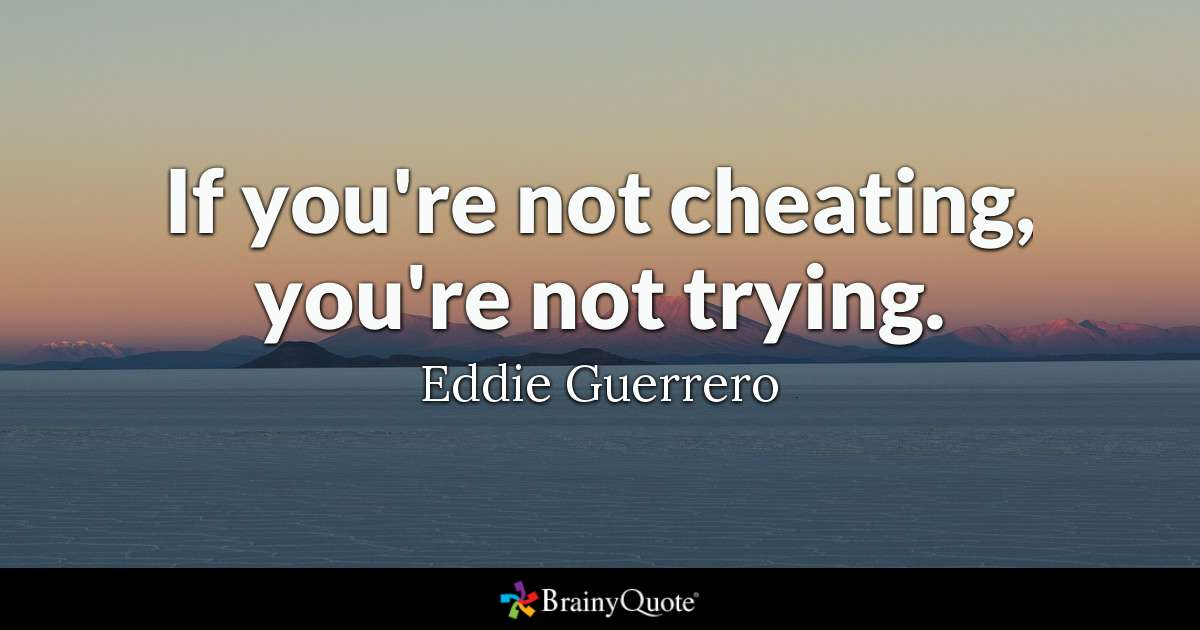 If you're not cheating,
you're not trying.
Eddie Guerrero
BrainyQuote®